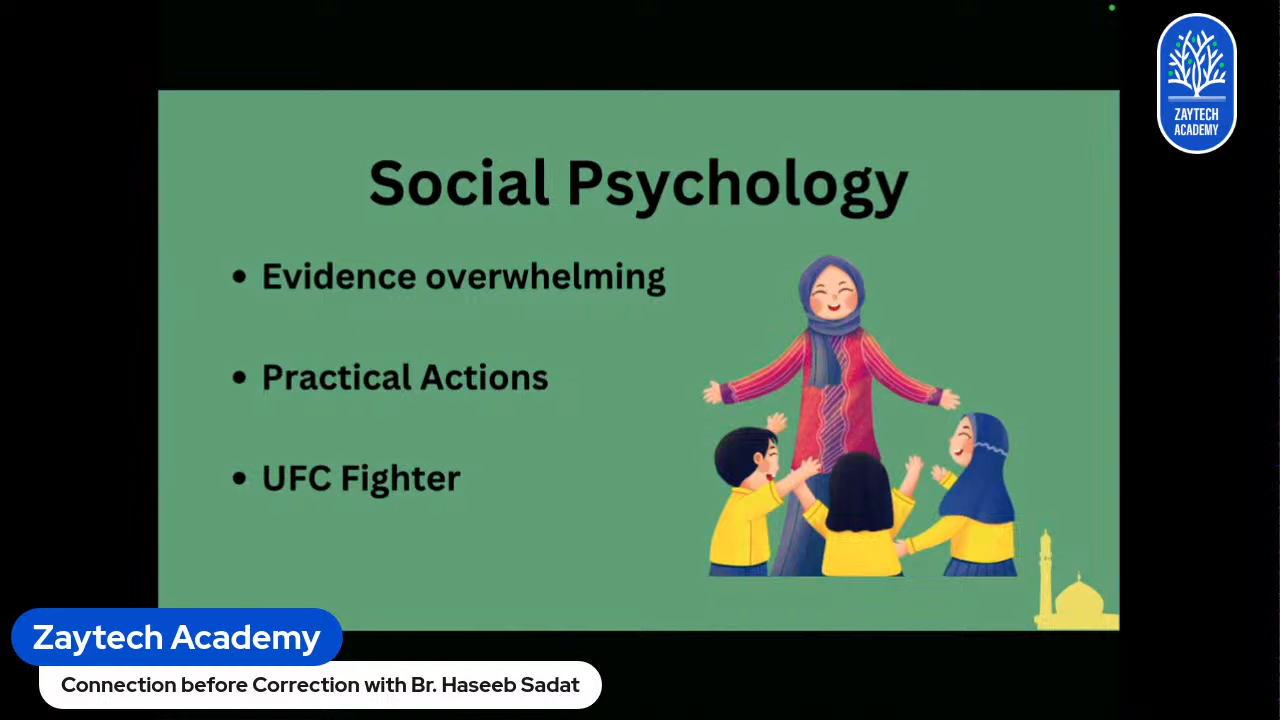 ZAYTECH
ACADEMY
Social Psychology
• Evidence overwhelming
• Practical Actions
• UFC Fighter
Zaytech Academy
Connection before Correction with Br. Haseeb Sadat